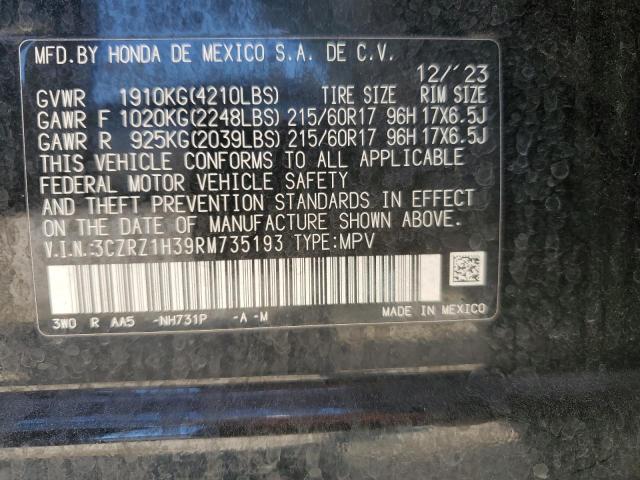 MFD. BY HONDA DE MEXICO S.A. DE C.V.
12/'23
GVWR 1910KG(4210LBS) TIRE SIZE RIM SIZE
GAWR F 1020KG(2248LBS) 215/60R17 96H 17X6.5J
GAWR R 925KG(2039LBS) 215/60R17 96H 17X6.5J
THIS VEHICLE CONFORMS TO ALL APPLICABLE
FEDERAL MOTOR VEHICLE SAFETY
AND THEFT PREVENTION STANDARDS IN EFFECT
ON THE DATE OF MANUFACTURE SHOWN ABOVE.
V.I.N.:3CZRZ1H39RM735193 TYPE:MPV
3W0 R AA5 -NH731P -A -M MADE IN MEXICO